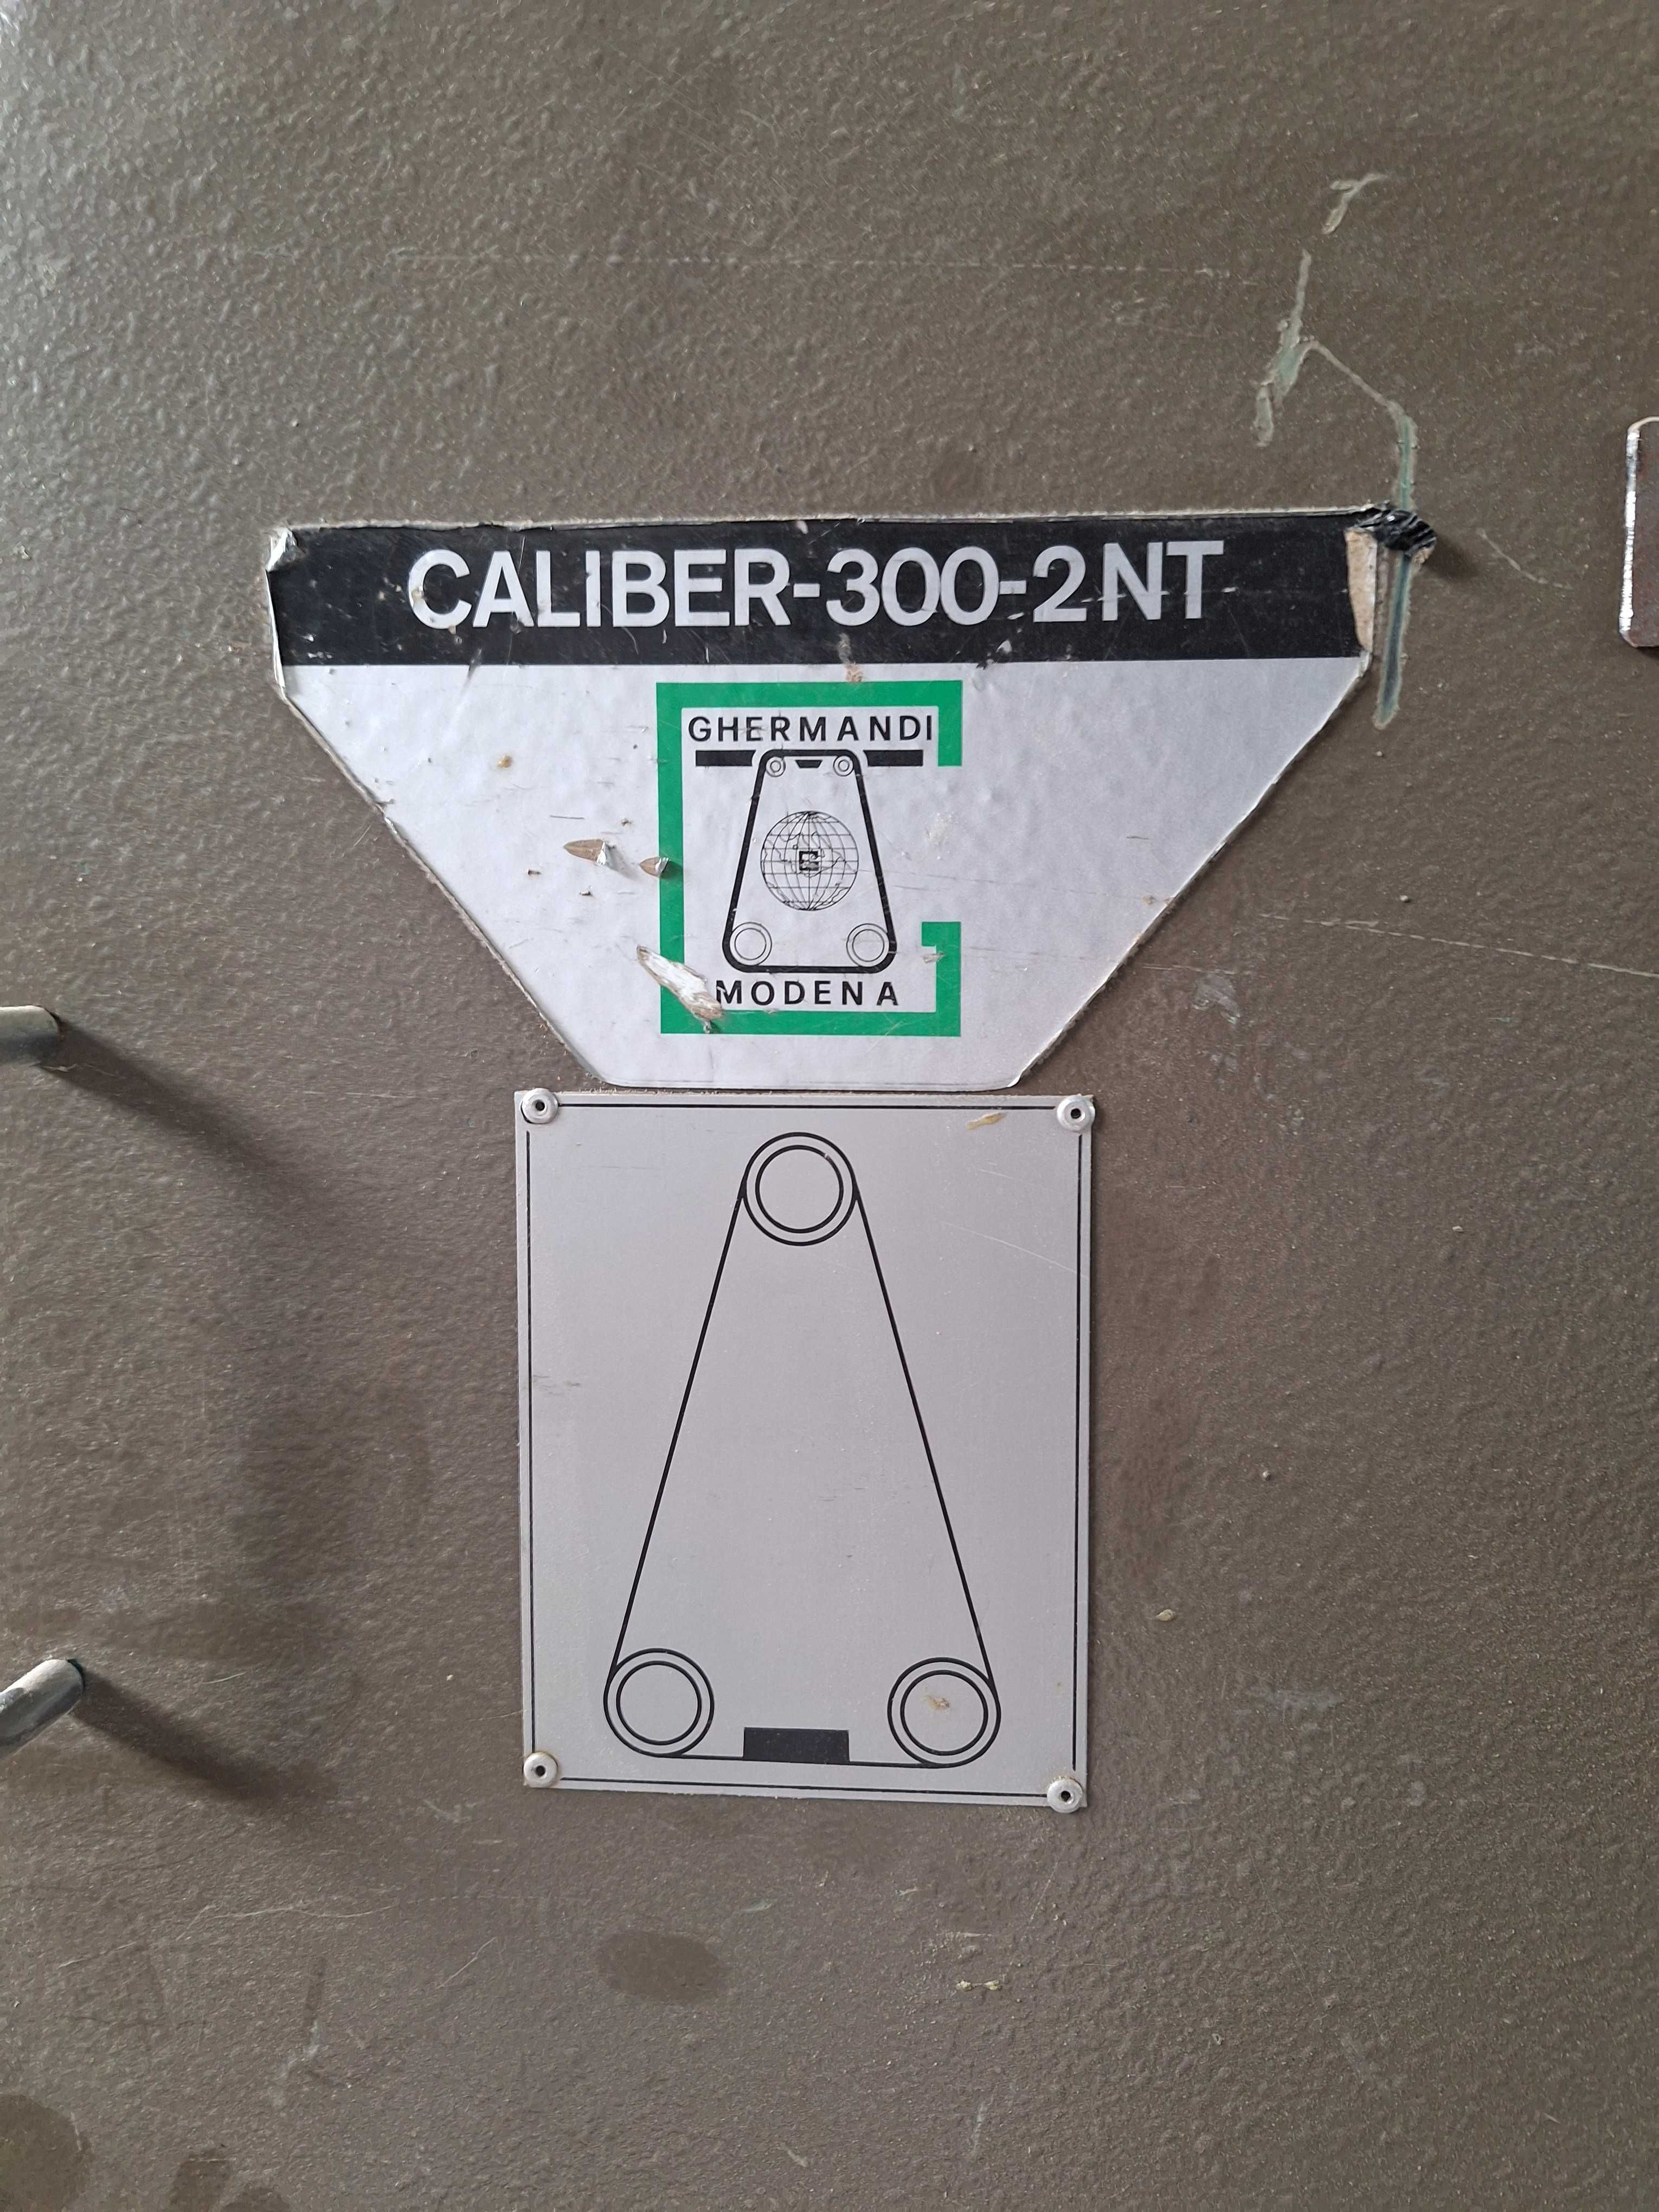 CALIBER-300-2NT
GHERMANDI
MODENA